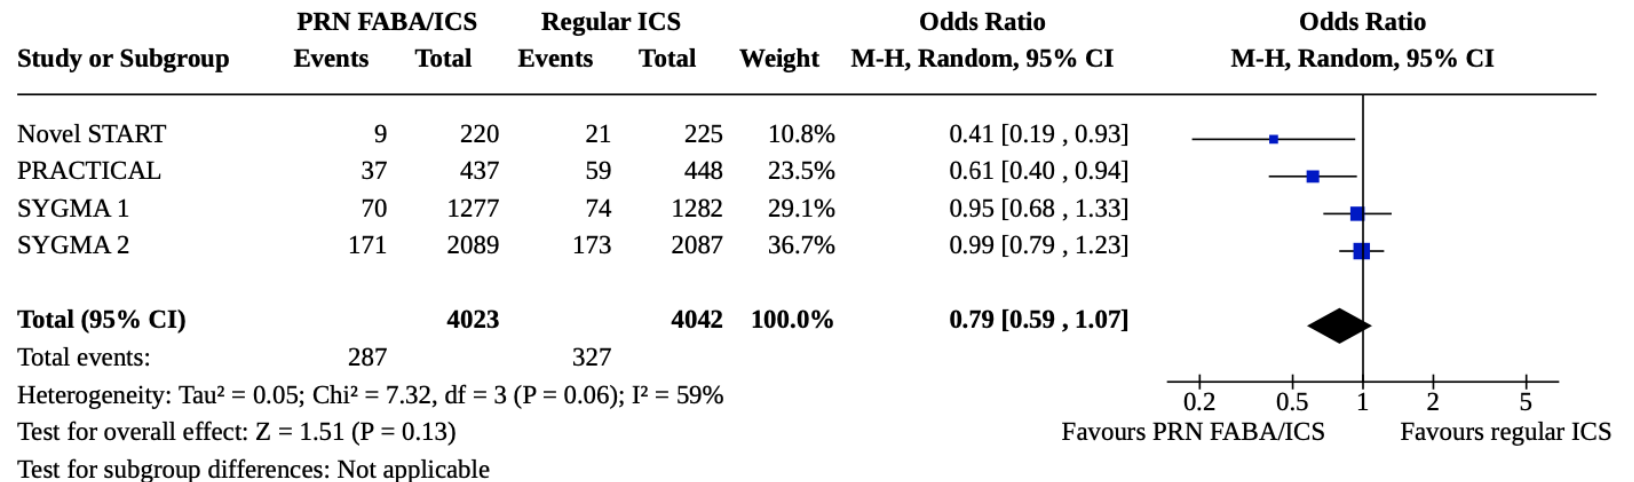 PRN FABA/ICS Regular ICS Odds Ratio Odds Ratio
Study or Subgroup Events Total Events Total Weight M-H, Random, 95% CI M-H, Random, 95% CI
Novel START 9 220 21 225 10.8% 0.41 [0.19 , 0.93]
PRACTICAL 37 437 59 448 23.5% 0.61 [0.40 , 0.94]
SYGMA 1 70 1277 74 1282 29.1% 0.95 [0.68 , 1.33]
SYGMA 2 171 2089 173 2087 36.7% 0.99 [0.79 , 1.23]
Total (95% CI) 4023 4042 100.0% 0.79 [0.59 , 1.07]
Total events: 287 327
Heterogeneity: Tau² = 0.05; Chi² = 7.32, df = 3 (P = 0.06); I² = 59%
0.2 0.5 1 2 5
Test for overall effect: Z = 1.51 (P = 0.13) Favours PRN FABA/ICS Favours regular ICS
Test for subgroup differences: Not applicable